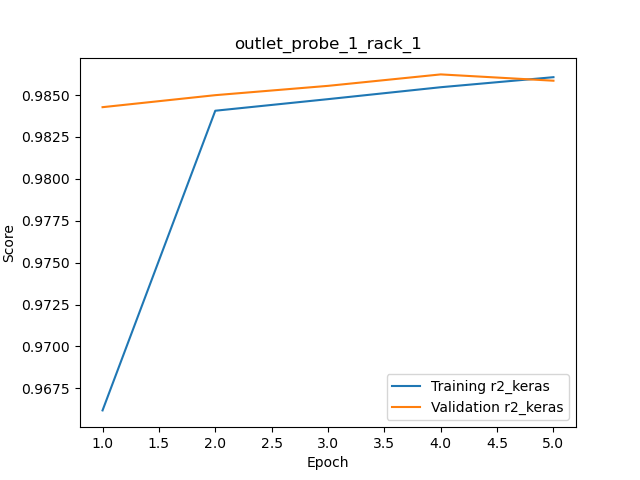 outlet_probe_1_rack_1
0.9850
0.9825
0.9800
0.9775
0.9750
0.9725
0.9700
0.9675
Score
1.0 1.5 2.0 2.5 3.0 3.5 4.0 4.5 5.0
Epoch
Training r2_keras
Validation r2_keras